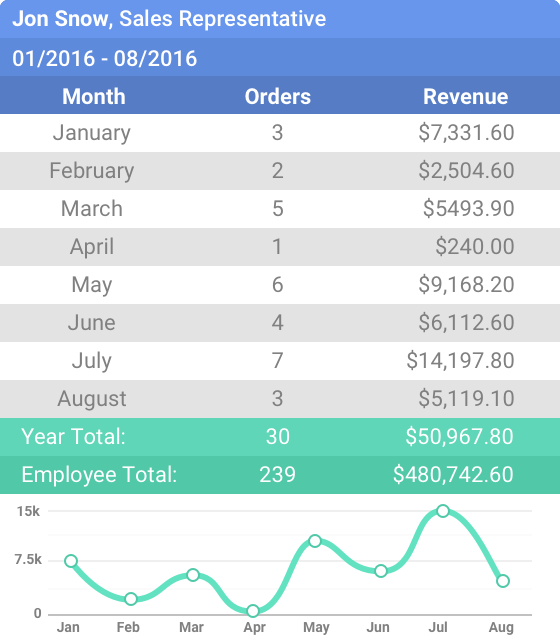 Jon Snow, Sales Representative
01/2016 - 08/2016
Month Orders Revenue
January 3 $7,331.60
February 2 $2,504.60
March 5 $5493.90
April 1 $240.00
May 6 $9,168.20
June 4 $6,112.60
July 7 $14,197.80
August 3 $5,119.10
Year Total: 30 $50,967.80
Employee Total: 239 $480,742.60
15k
7.5k
0
Jan Feb Mar Apr May Jun Jul Aug